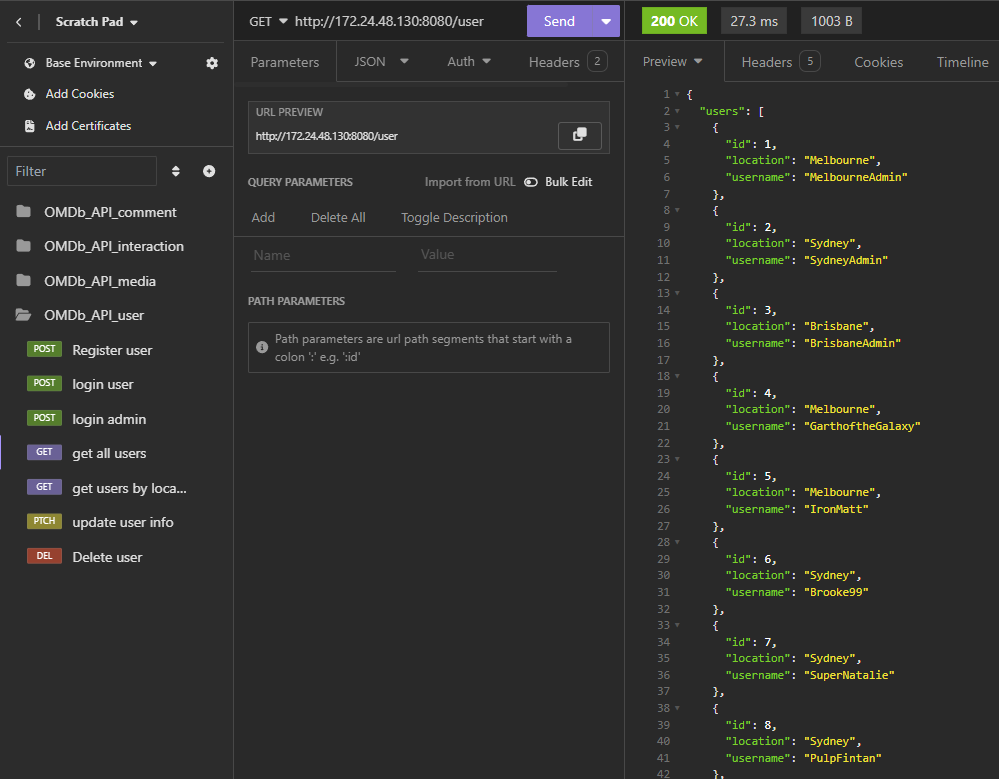 Scratch Pad
Base Environment
Add Cookies
Add Certificates
Filter
OMDb_API_comment
OMDb_API_interaction
OMDb_API_media
OMDb_API_user
POST Register user
POST login user
POST login admin
GET get all users
GET get users by loca...
PTCH update user info
DEL Delete user
GET http://172.24.48.130:8080/user Send
Parameters JSON Auth Headers 2
URL PREVIEW
http://172.24.48.130:8080/user
QUERY PARAMETERS Import from URL Bulk Edit
Add Delete All Toggle Description
Name Value
PATH PARAMETERS
Path parameters are url path segments that start with a
colon ':' e.g. ':id'
200 OK 27.3 ms 1003 B
Preview Headers 5 Cookies Timeline
1 {
2 "users": [
3 {
4 "id": 1,
5 "location": "Melbourne",
6 "username": "MelbourneAdmin"
7 },
8 {
9 "id": 2,
10 "location": "Sydney",
11 "username": "SydneyAdmin"
12 },
13 {
14 "id": 3,
15 "location": "Brisbane",
16 "username": "BrisbaneAdmin"
17 },
18 {
19 "id": 4,
20 "location": "Melbourne",
21 "username": "GarthoftheGalaxy"
22 },
23 {
24 "id": 5,
25 "location": "Melbourne",
26 "username": "IronMatt"
27 },
28 {
29 "id": 6,
30 "location": "Sydney",
31 "username": "Brooke99"
32 },
33 {
34 "id": 7,
35 "location": "Sydney",
36 "username": "SuperNatalie"
37 },
38 {
39 "id": 8,
40 "location": "Sydney",
41 "username": "PulpFintan"
42 },